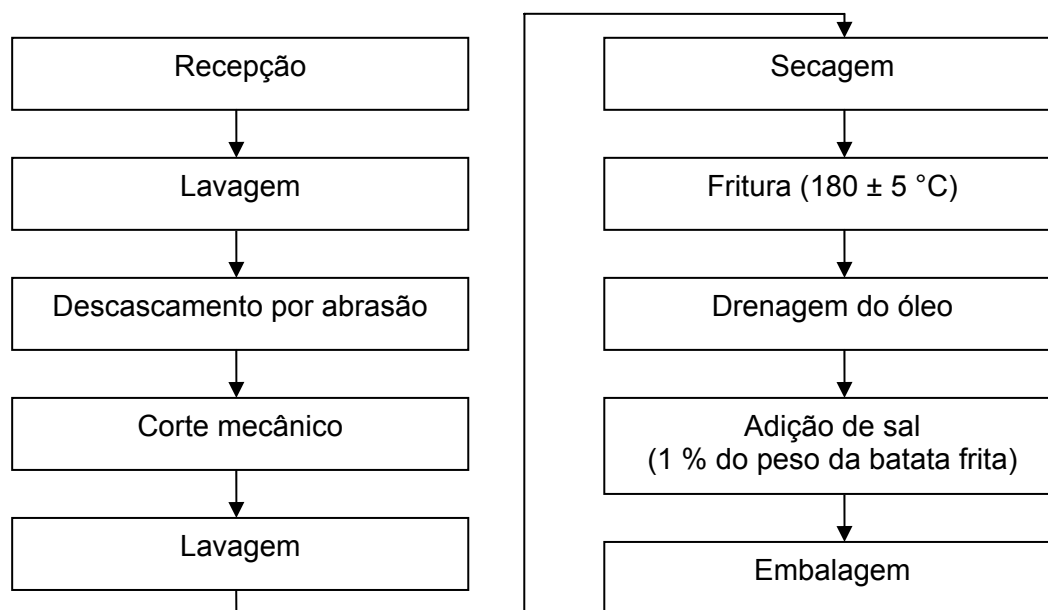 Recepção
Lavagem
Descascamento por abrasão
Corte mecânico
Lavagem
Secagem
Fritura (180 ± 5 °C)
Drenagem do óleo
Adição de sal
(1 % do peso da batata frita)
Embalagem